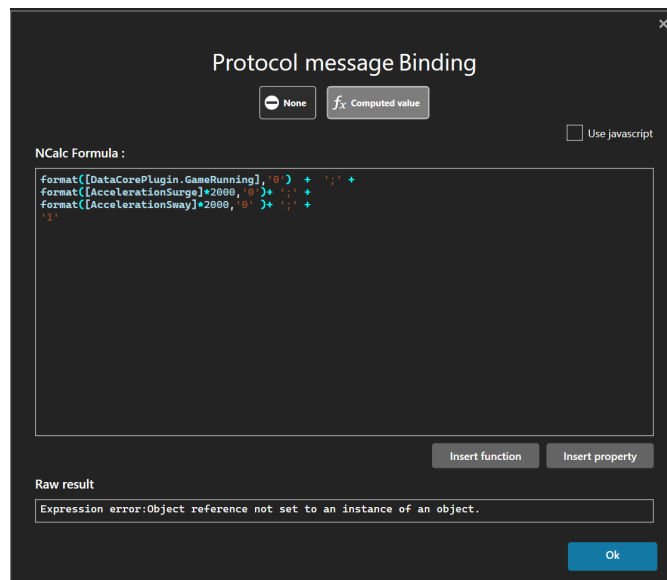 ×
Protocol message Binding
None
fx Computed value
Use javascript
NCalc Formula :
format([DataCorePlugin.GameRunning],'0') + ';' +
format([AccelerationSurge]*2000,'0')+ ';' +
format([AccelerationSway]*2000,'0' )+ ';' +
'1'
Insert function
Insert property
Raw result
Expression error:Object reference not set to an instance of an object.
Ok